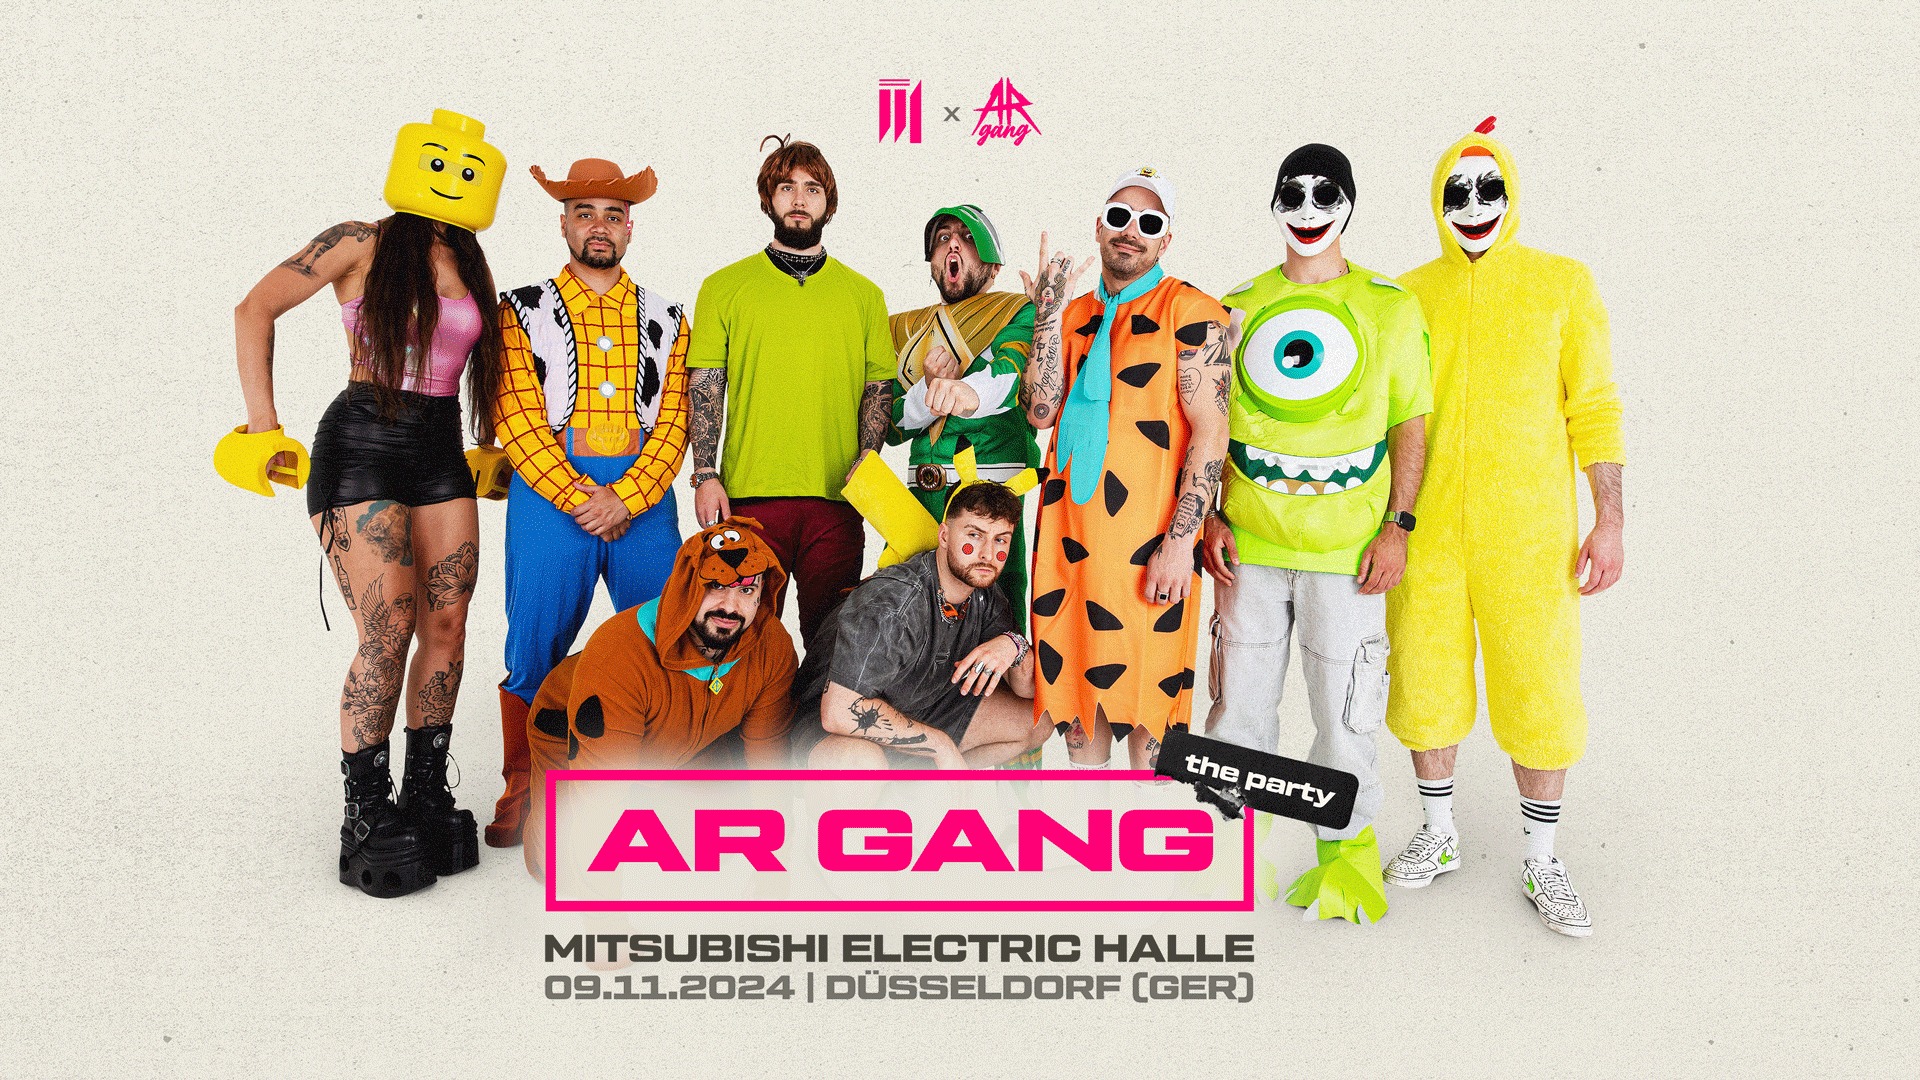 x AR
gang
the party
AR GANG
MITSUBISHI ELECTRIC HALLE
09.11.2024 | DÜSSELDORF (GER)